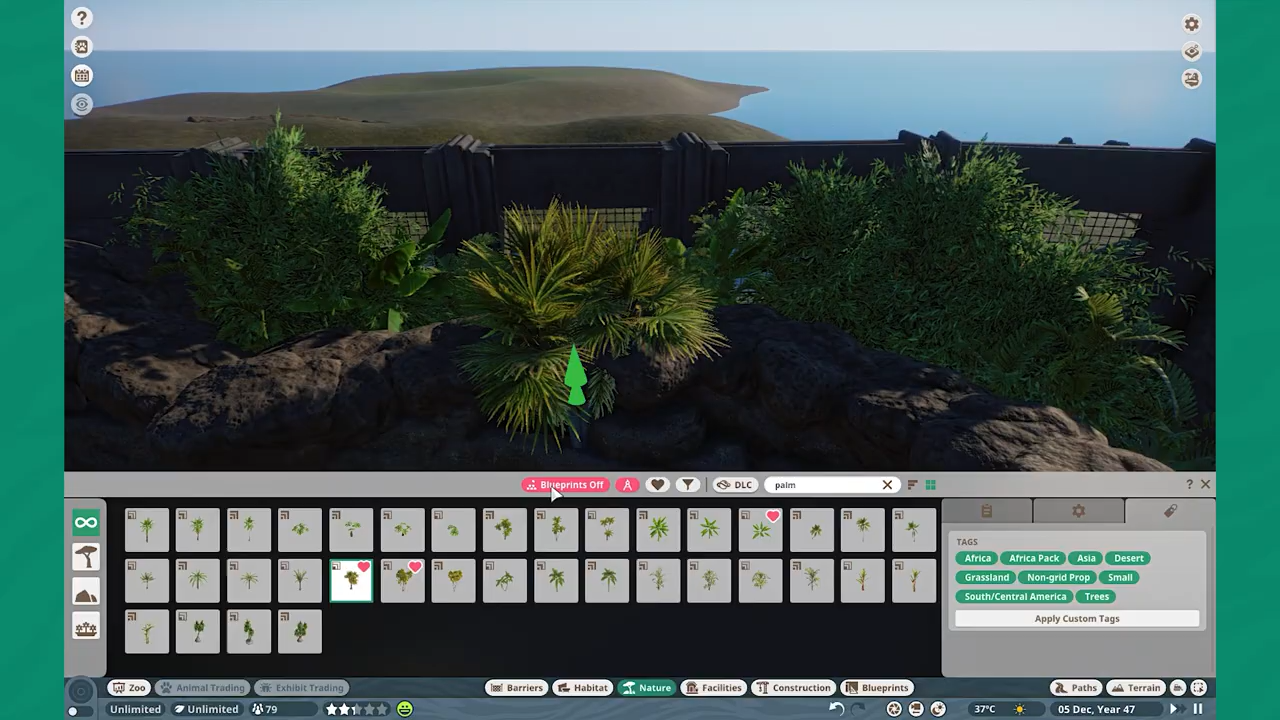 ?
Blueprints Off
DLC
palm
?
TAGS
Africa
Africa Pack
Asia
Desert
Grassland
Non-grid Prop
Small
South/Central America
Trees
Apply Custom Tags
Zoo
Animal Trading
Exhibit Trading
Barriers
Habitat
Nature
Facilities
Construction
Blueprints
Paths
Terrain
Unlimited
Unlimited
79
37°C
05 Dec, Year 47